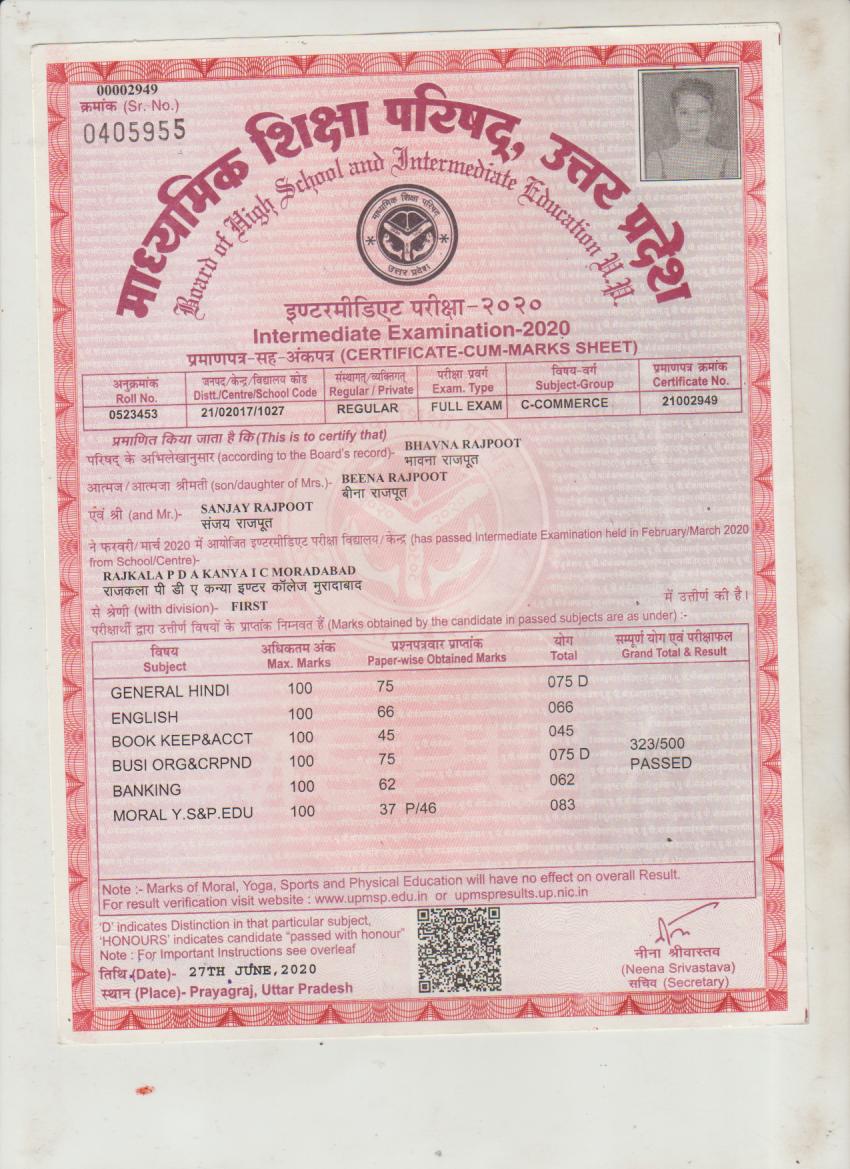 00002949
क्रमांक (Sr. No.)
0405955
माध्यमिक शिक्षा परिषद्, उत्तर प्रदेश
Board of High School and Intermediate Education U.P.
माध्यमिक शिक्षा परिषद्
उत्तर प्रदेश
इण्टरमीडिएट परीक्षा-२०२०
Intermediate Examination-2020
प्रमाणपत्र-सह-अंकपत्र (CERTIFICATE-CUM-MARKS SHEET)
अनुक्रमांक जनपद/केन्द्र/विद्यालय कोड संस्थागत्/व्यक्तिगत् परीक्षा प्रवर्ग विषय-वर्ग प्रमाणपत्र क्रमांक
Roll No. Distt./Centre/School Code Regular / Private Exam. Type Subject-Group Certificate No.
0523453 21/02017/1027 REGULAR FULL EXAM C-COMMERCE 21002949
प्रमाणित किया जाता है कि (This is to certify that)
परिषद् के अभिलेखानुसार (according to the Board's record)- BHAVNA RAJPOOT
भावना राजपूत
आत्मज/आत्मजा श्रीमती (son/daughter of Mrs.)- BEENA RAJPOOT
बीना राजपूत
एवं श्री (and Mr.)- SANJAY RAJPOOT
संजय राजपूत
ने फरवरी/मार्च 2020 में आयोजित इण्टरमीडिएट परीक्षा विद्यालय/केन्द्र (has passed Intermediate Examination held in February/March 2020
from School/Centre)-
RAJKALA P D A KANYA I C MORADABAD
राजकला पी डी ए कन्या इण्टर कॉलेज मुरादाबाद
से श्रेणी (with division)- FIRST में उत्तीर्ण की है।
परीक्षार्थी द्वारा उत्तीर्ण विषयों के प्राप्तांक निम्नवत हैं (Marks obtained by the candidate in passed subjects are as under) :-
विषय अधिकतम अंक प्रश्नपत्रवार प्राप्तांक योग सम्पूर्ण योग एवं परीक्षाफल
Subject Max. Marks Paper-wise Obtained Marks Total Grand Total & Result
GENERAL HINDI 100 75 075 D
ENGLISH 100 66 066
BOOK KEEP&ACCT 100 45 045
323/500
BUSI ORG&CRPND 100 75 075 D PASSED
BANKING 100 62 062
MORAL Y.S&P.EDU 100 37 P/46 083
Note :- Marks of Moral, Yoga, Sports and Physical Education will have no effect on overall Result.
For result verification visit website : www.upmsp.edu.in or upmspresults.up.nic.in
'D' indicates Distinction in that particular subject,
'HONOURS' indicates candidate "passed with honour"
Note : For Important Instructions see overleaf
तिथि (Date)- 27TH JUNE,2020
स्थान (Place)- Prayagraj, Uttar Pradesh
नीना श्रीवास्तव
(Neena Srivastava)
सचिव (Secretary)